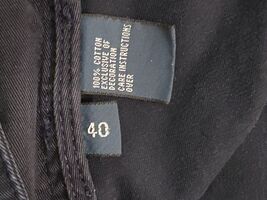 100% COTTON
EXCLUSIVE OF
DECORATION
CARE INSTRUCTIONS
OVER
40